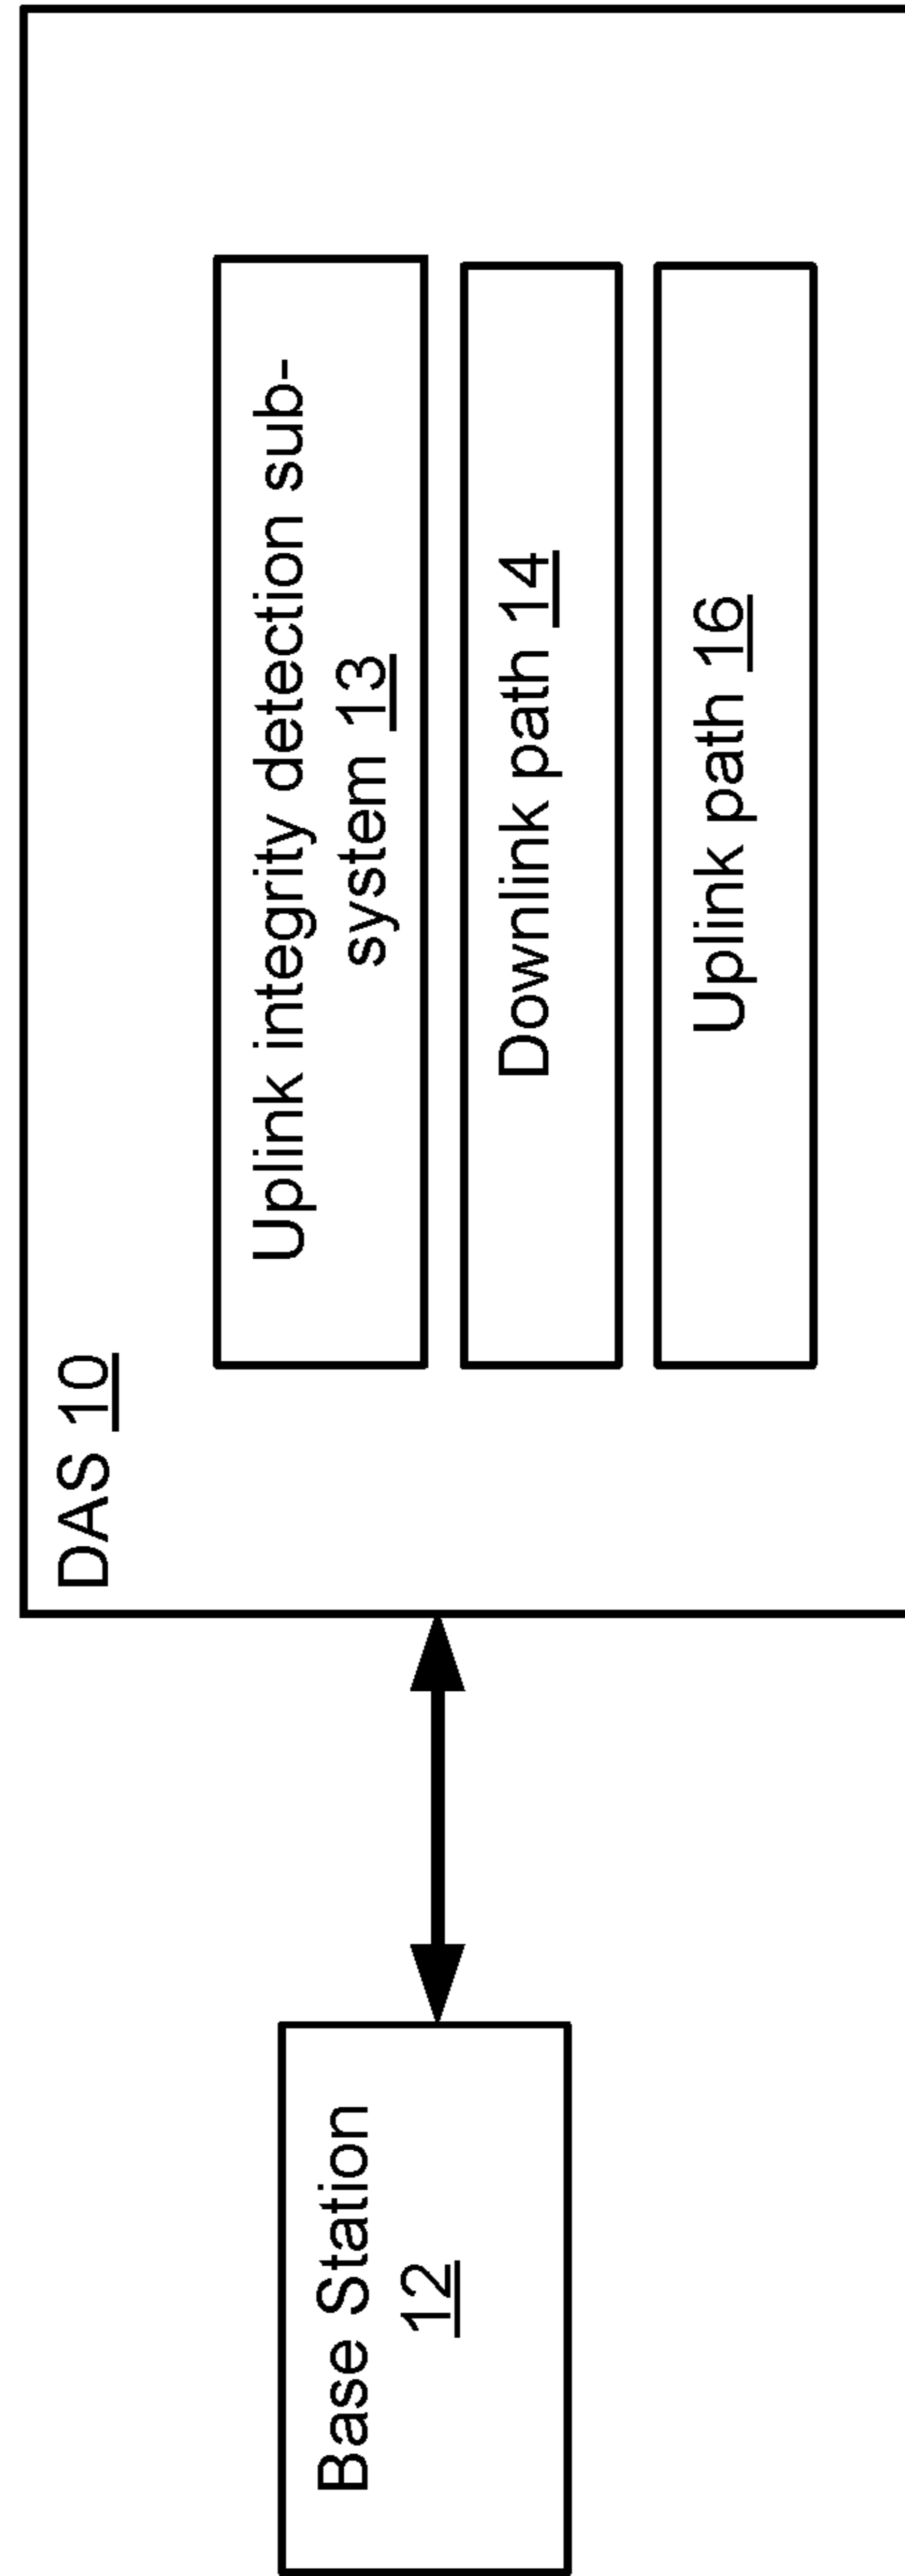 DAS 10
Uplink integrity detection sub-
system 13
Downlink path 14
Uplink path 16
Base Station
12